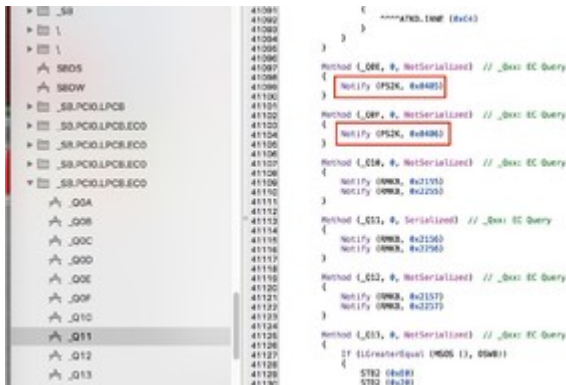 _SB
\
\
SBDS
SBDW
_SB.PCI0.LPCB
_SB.PCI0.LPCB.EC0
_SB.PCI0.LPCB.EC0
_SB.PCI0.LPCB.EC0
_SB.PCI0.LPCB.EC0
_Q0A
_Q0B
_Q0C
_Q0D
_Q0E
_Q0F
_Q10
_Q11
_Q12
_Q13
41091 {
41092
41093 }
41094 }
41095 }
41096
41097 Method (_Q0E, 0, NotSerialized) // _Qxx: EC Query
41098 {
41099 Notify (PS2K, 0x0405)
41100 }
41101
41102 Method (_Q0F, 0, NotSerialized) // _Qxx: EC Query
41103 {
41104 Notify (PS2K, 0x0406)
41105 }
41106
41107 Method (_Q10, 0, NotSerialized) // _Qxx: EC Query
41108 {
41109 Notify (RMKB, 0x2155)
41110 Notify (RMKB, 0x2255)
41111 }
41112
41113 Method (_Q11, 0, Serialized) // _Qxx: EC Query
41114 {
41115 Notify (RMKB, 0x2156)
41116 Notify (RMKB, 0x2256)
41117 }
41118
41119 Method (_Q12, 0, NotSerialized) // _Qxx: EC Query
41120 {
41121 Notify (RMKB, 0x2157)
41122 Notify (RMKB, 0x2257)
41123 }
41124
41125 Method (_Q13, 0, NotSerialized) // _Qxx: EC Query
41126 {
41127 If (LGreaterEqual (MSOS (), OSW8))
41128 {
41129
41130